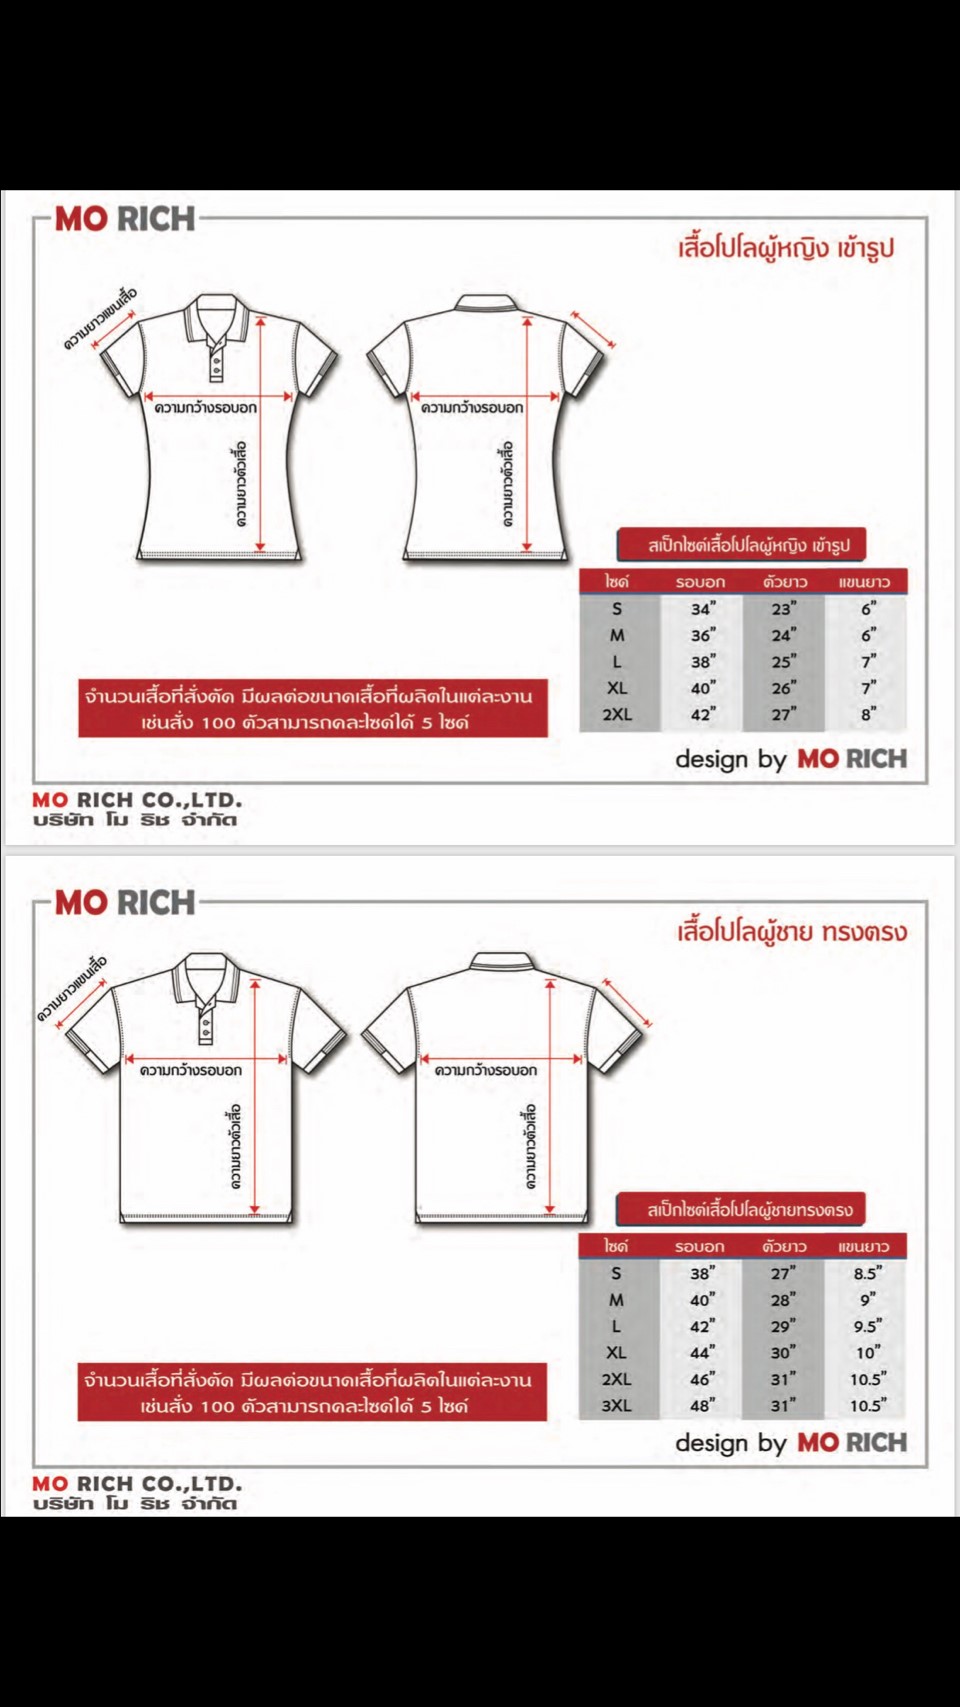 MO RICH
เสื้อโปโลผู้หญิง เข้ารูป
ความยาวแขนเสื้อ
ความกว้างรอบอก
ความกว้างรอบอก
ความยาวตัวเสื้อ
ความยาวตัวเสื้อ
สเป็กไซด์เสื้อโปโลผู้หญิง เข้ารูป
ไซด์ รอบอก ตัวยาว แขนยาว
S 34” 23” 6”
M 36” 24” 6”
L 38” 25” 7”
XL 40” 26” 7”
2XL 42” 27” 8”
จำนวนเสื้อที่สั่งตัด มีผลต่อขนาดเสื้อที่ผลิตในแต่ละงาน
เช่นสั่ง 100 ตัวสามารถคละไซด์ได้ 5 ไซด์
design by MO RICH
MO RICH CO.,LTD.
บริษัท โม ริช จำกัด
MO RICH
เสื้อโปโลผู้ชาย ทรงตรง
ความยาวแขนเสื้อ
ความกว้างรอบอก
ความกว้างรอบอก
ความยาวตัวเสื้อ
ความยาวตัวเสื้อ
สเป็กไซด์เสื้อโปโลผู้ชายทรงตรง
ไซด์ รอบอก ตัวยาว แขนยาว
S 38” 27” 8.5”
M 40” 28” 9”
L 42” 29” 9.5”
XL 44” 30” 10”
2XL 46” 31” 10.5”
3XL 48” 31” 10.5”
จำนวนเสื้อที่สั่งตัด มีผลต่อขนาดเสื้อที่ผลิตในแต่ละงาน
เช่นสั่ง 100 ตัวสามารถคละไซด์ได้ 5 ไซด์
design by MO RICH
MO RICH CO.,LTD.
บริษัท โม ริช จำกัด